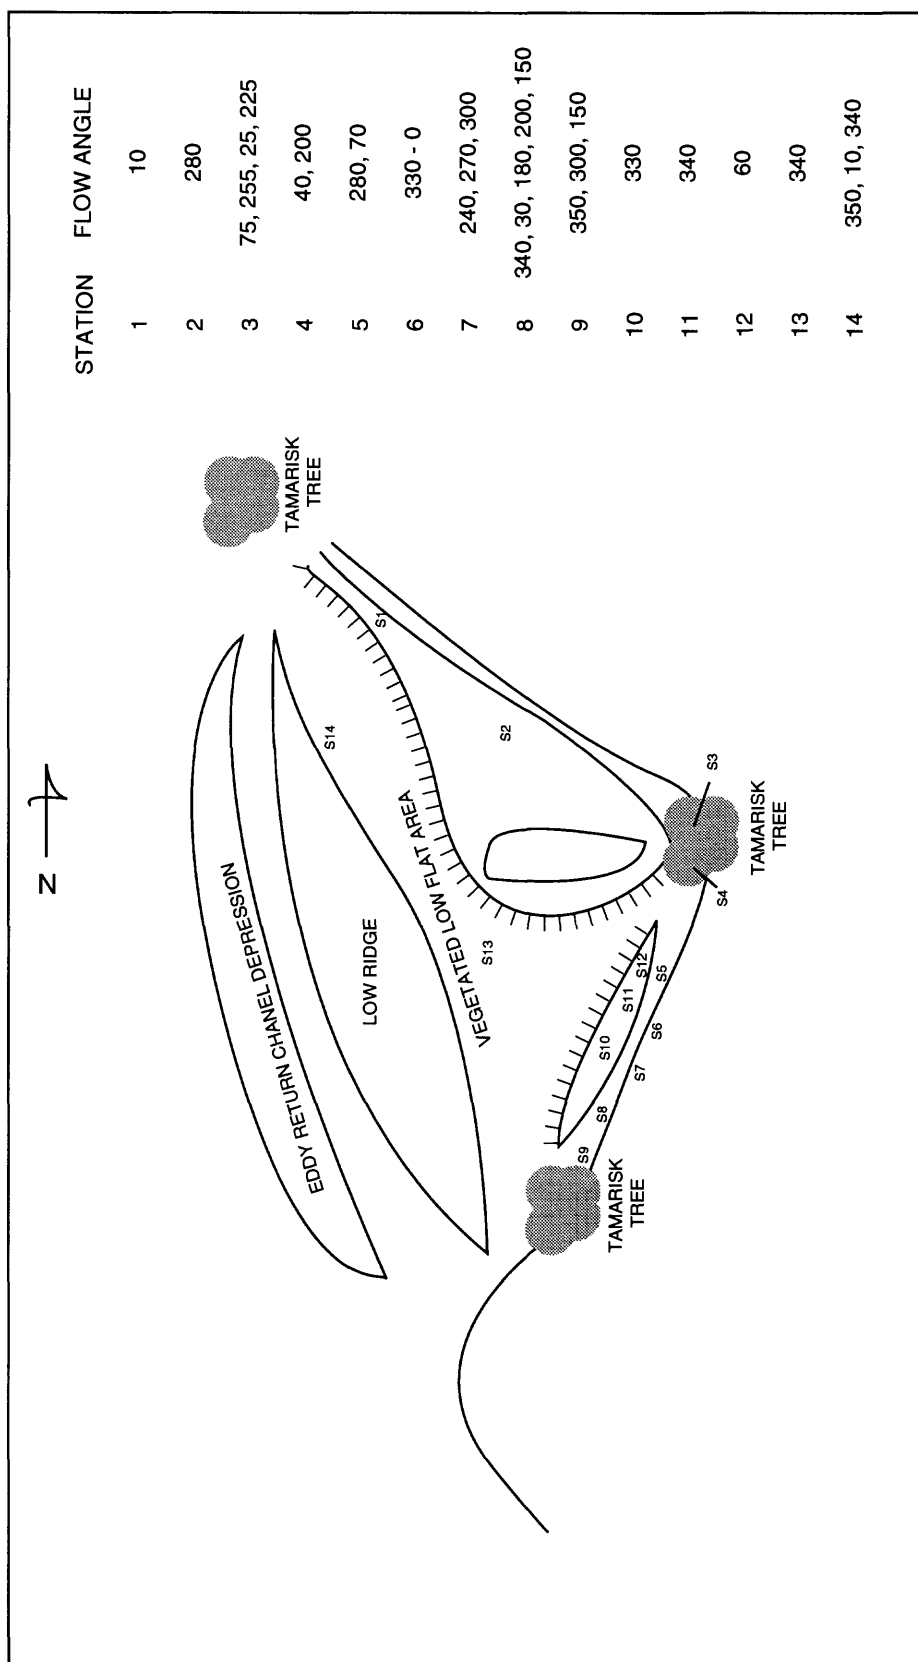 STATION FLOW ANGLE
1 10
2 280
3 75, 255, 25, 225
4 40, 200
5 280, 70
6 330 - 0
7 240, 270, 300
8 340, 30, 180, 200, 150
9 350, 300, 150
10 330
11 340
12 60
13 340
14 350, 10, 340
N
TAMARISK
TREE
EDDY RETURN CHANEL DEPRESSION
LOW RIDGE
VEGETATED LOW FLAT AREA
S1
S14
S2
S13
S3
S4
TAMARISK
TREE
S12
S5
S11
S6
S10
S7
S8
S9
TAMARISK
TREE